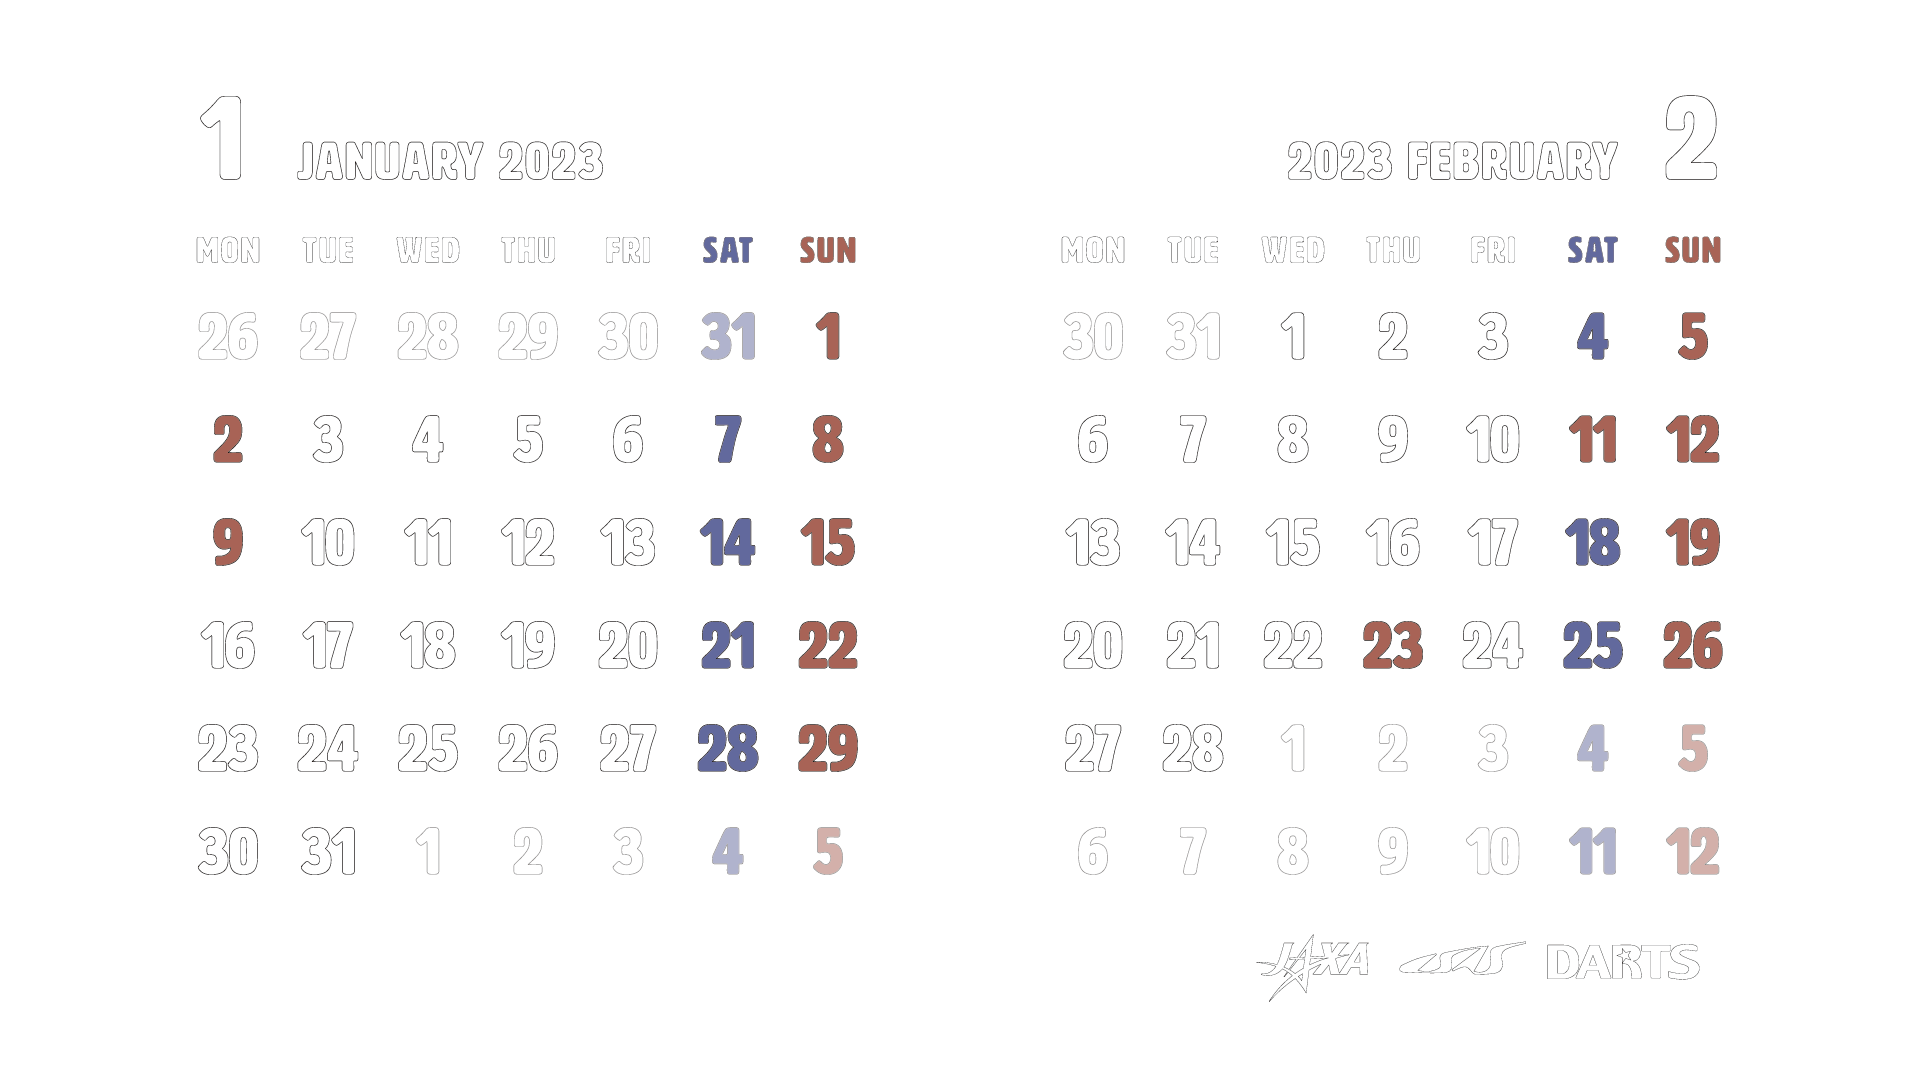 1 JANUARY 2023
MON TUE WED THU FRI SAT SUN
26 27 28 29 30 31 1
2 3 4 5 6 7 8
9 10 11 12 13 14 15
16 17 18 19 20 21 22
23 24 25 26 27 28 29
30 31 1 2 3 4 5
2023 FEBRUARY 2
MON TUE WED THU FRI SAT SUN
30 31 1 2 3 4 5
6 7 8 9 10 11 12
13 14 15 16 17 18 19
20 21 22 23 24 25 26
27 28 1 2 3 4 5
6 7 8 9 10 11 12
JAXA ISAS DARTS